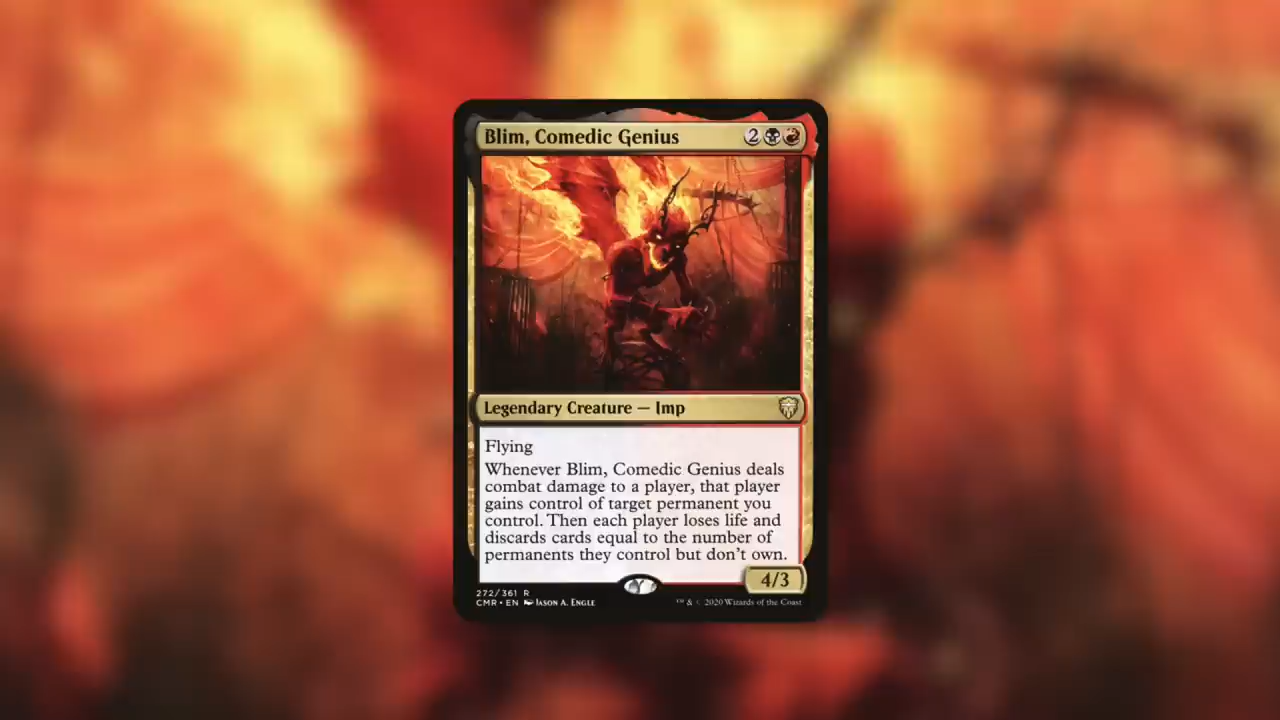 Blim, Comedic Genius 2
Legendary Creature — Imp
Flying
Whenever Blim, Comedic Genius deals
combat damage to a player, that player
gains control of target permanent you
control. Then each player loses life and
discards cards equal to the number of
permanents they control but don't own.
4/3
272/361 R
CMR • EN Jason A. Engle
™ & © 2020 Wizards of the Coast